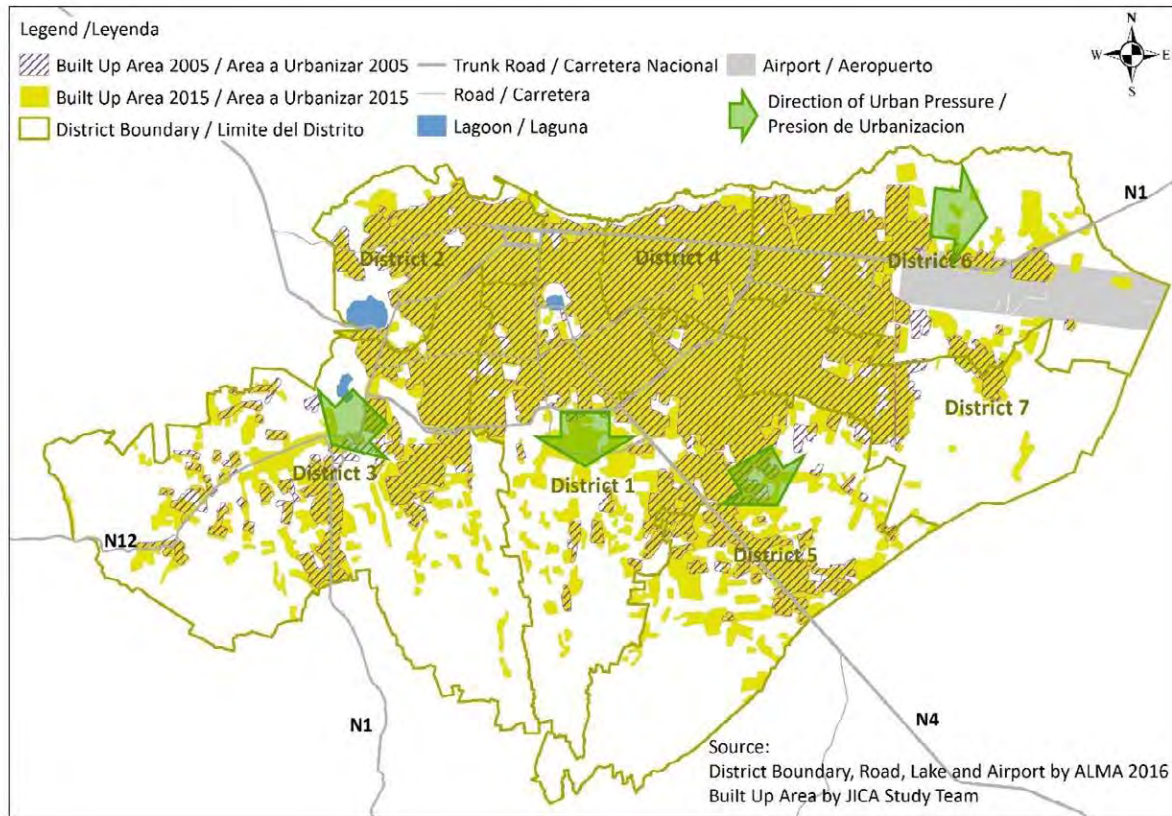 Legend /Leyenda
Built Up Area 2005 / Area a Urbanizar 2005
Built Up Area 2015 / Area a Urbanizar 2015
District Boundary / Limite del Distrito
Trunk Road / Carretera Nacional
Road / Carretera
Lagoon / Laguna
Airport / Aeropuerto
Direction of Urban Pressure /
Presion de Urbanizacion
N
W
E
S
N1
District 2
District 4
District 6
District 7
District 3
District 1
District 5
N12
N1
N4
Source:
District Boundary, Road, Lake and Airport by ALMA 2016
Built Up Area by JICA Study Team